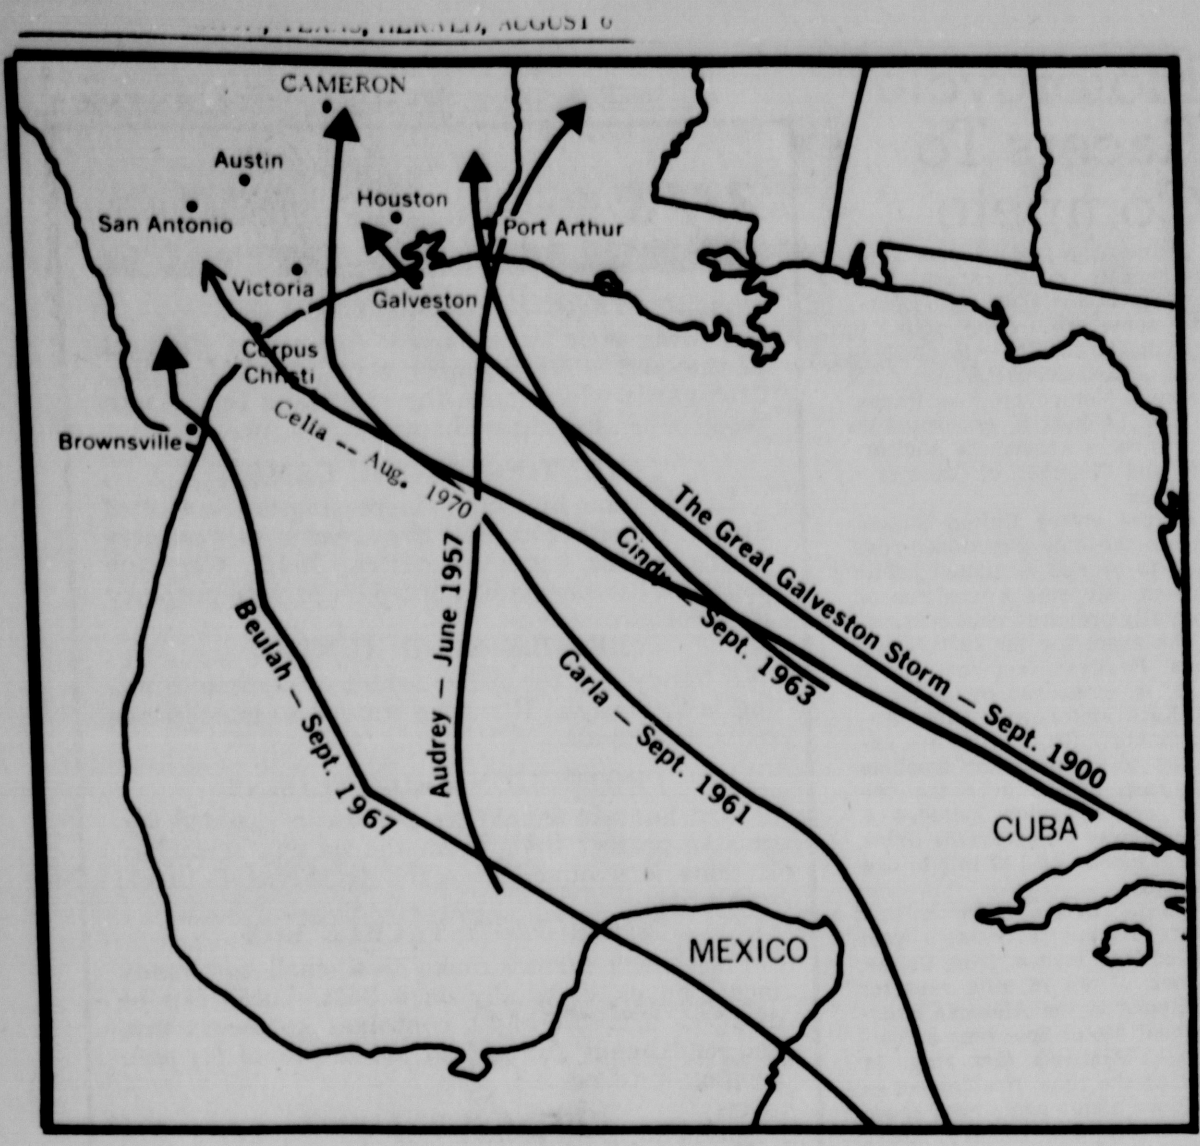 TEXAS, HERALD, AUGUST 6
CAMERON
Austin
Houston
San Antonio
Port Arthur
Victoria
Galveston
Corpus
Christi
Brownsville
Celia -- Aug. 1970
The Great Galveston Storm — Sept. 1900
Cindy — Sept. 1963
Audrey — June 1957
Beulah — Sept. 1967
Carla — Sept. 1961
CUBA
MEXICO